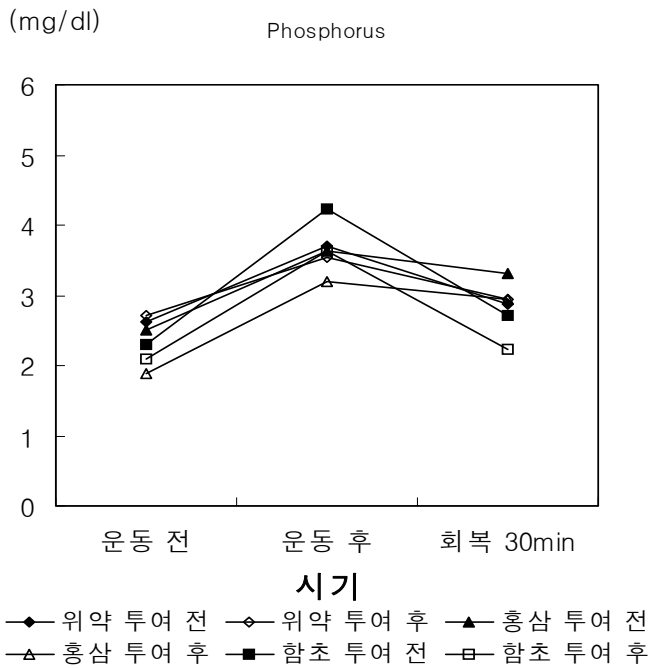 (mg/dl)
Phosphorus
6
5
4
3
2
1
0
운동 전 운동 후 회복 30min
시기
위약 투여 전 위약 투여 후 홍삼 투여 전
홍삼 투여 후 함초 투여 전 함초 투여 후